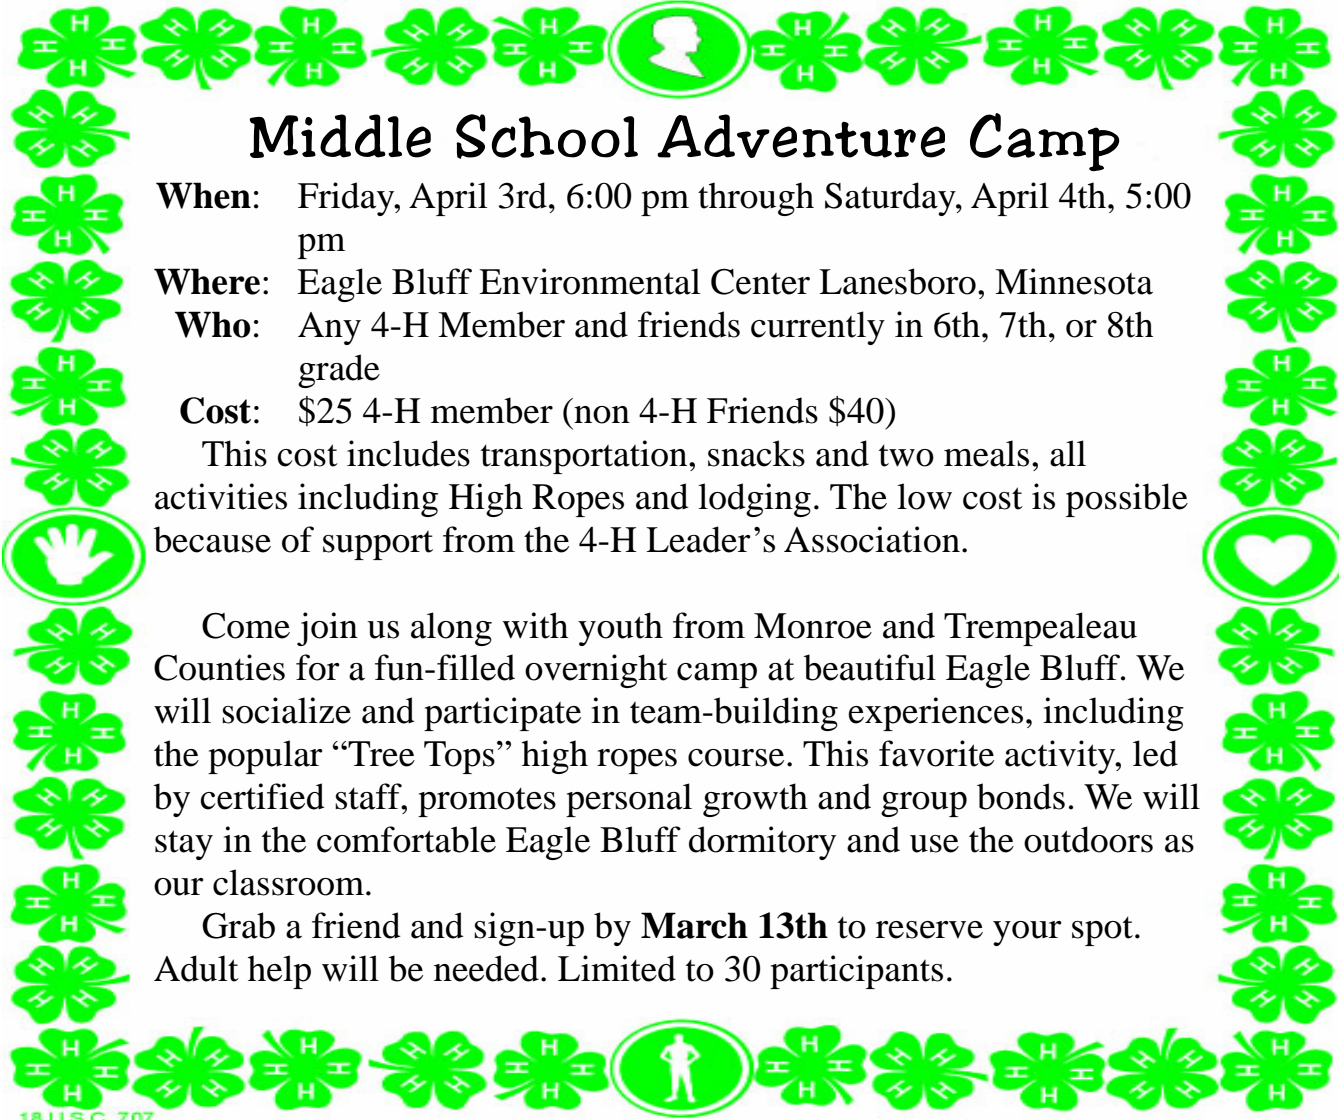 Middle School Adventure Camp
When: Friday, April 3rd, 6:00 pm through Saturday, April 4th, 5:00
pm
Where: Eagle Bluff Environmental Center Lanesboro, Minnesota
Who: Any 4-H Member and friends currently in 6th, 7th, or 8th
grade
Cost: $25 4-H member (non 4-H Friends $40)
This cost includes transportation, snacks and two meals, all
activities including High Ropes and lodging. The low cost is possible
because of support from the 4-H Leader’s Association.
Come join us along with youth from Monroe and Trempealeau
Counties for a fun-filled overnight camp at beautiful Eagle Bluff. We
will socialize and participate in team-building experiences, including
the popular “Tree Tops” high ropes course. This favorite activity, led
by certified staff, promotes personal growth and group bonds. We will
stay in the comfortable Eagle Bluff dormitory and use the outdoors as
our classroom.
Grab a friend and sign-up by March 13th to reserve your spot.
Adult help will be needed. Limited to 30 participants.
18 U.S.C. 707